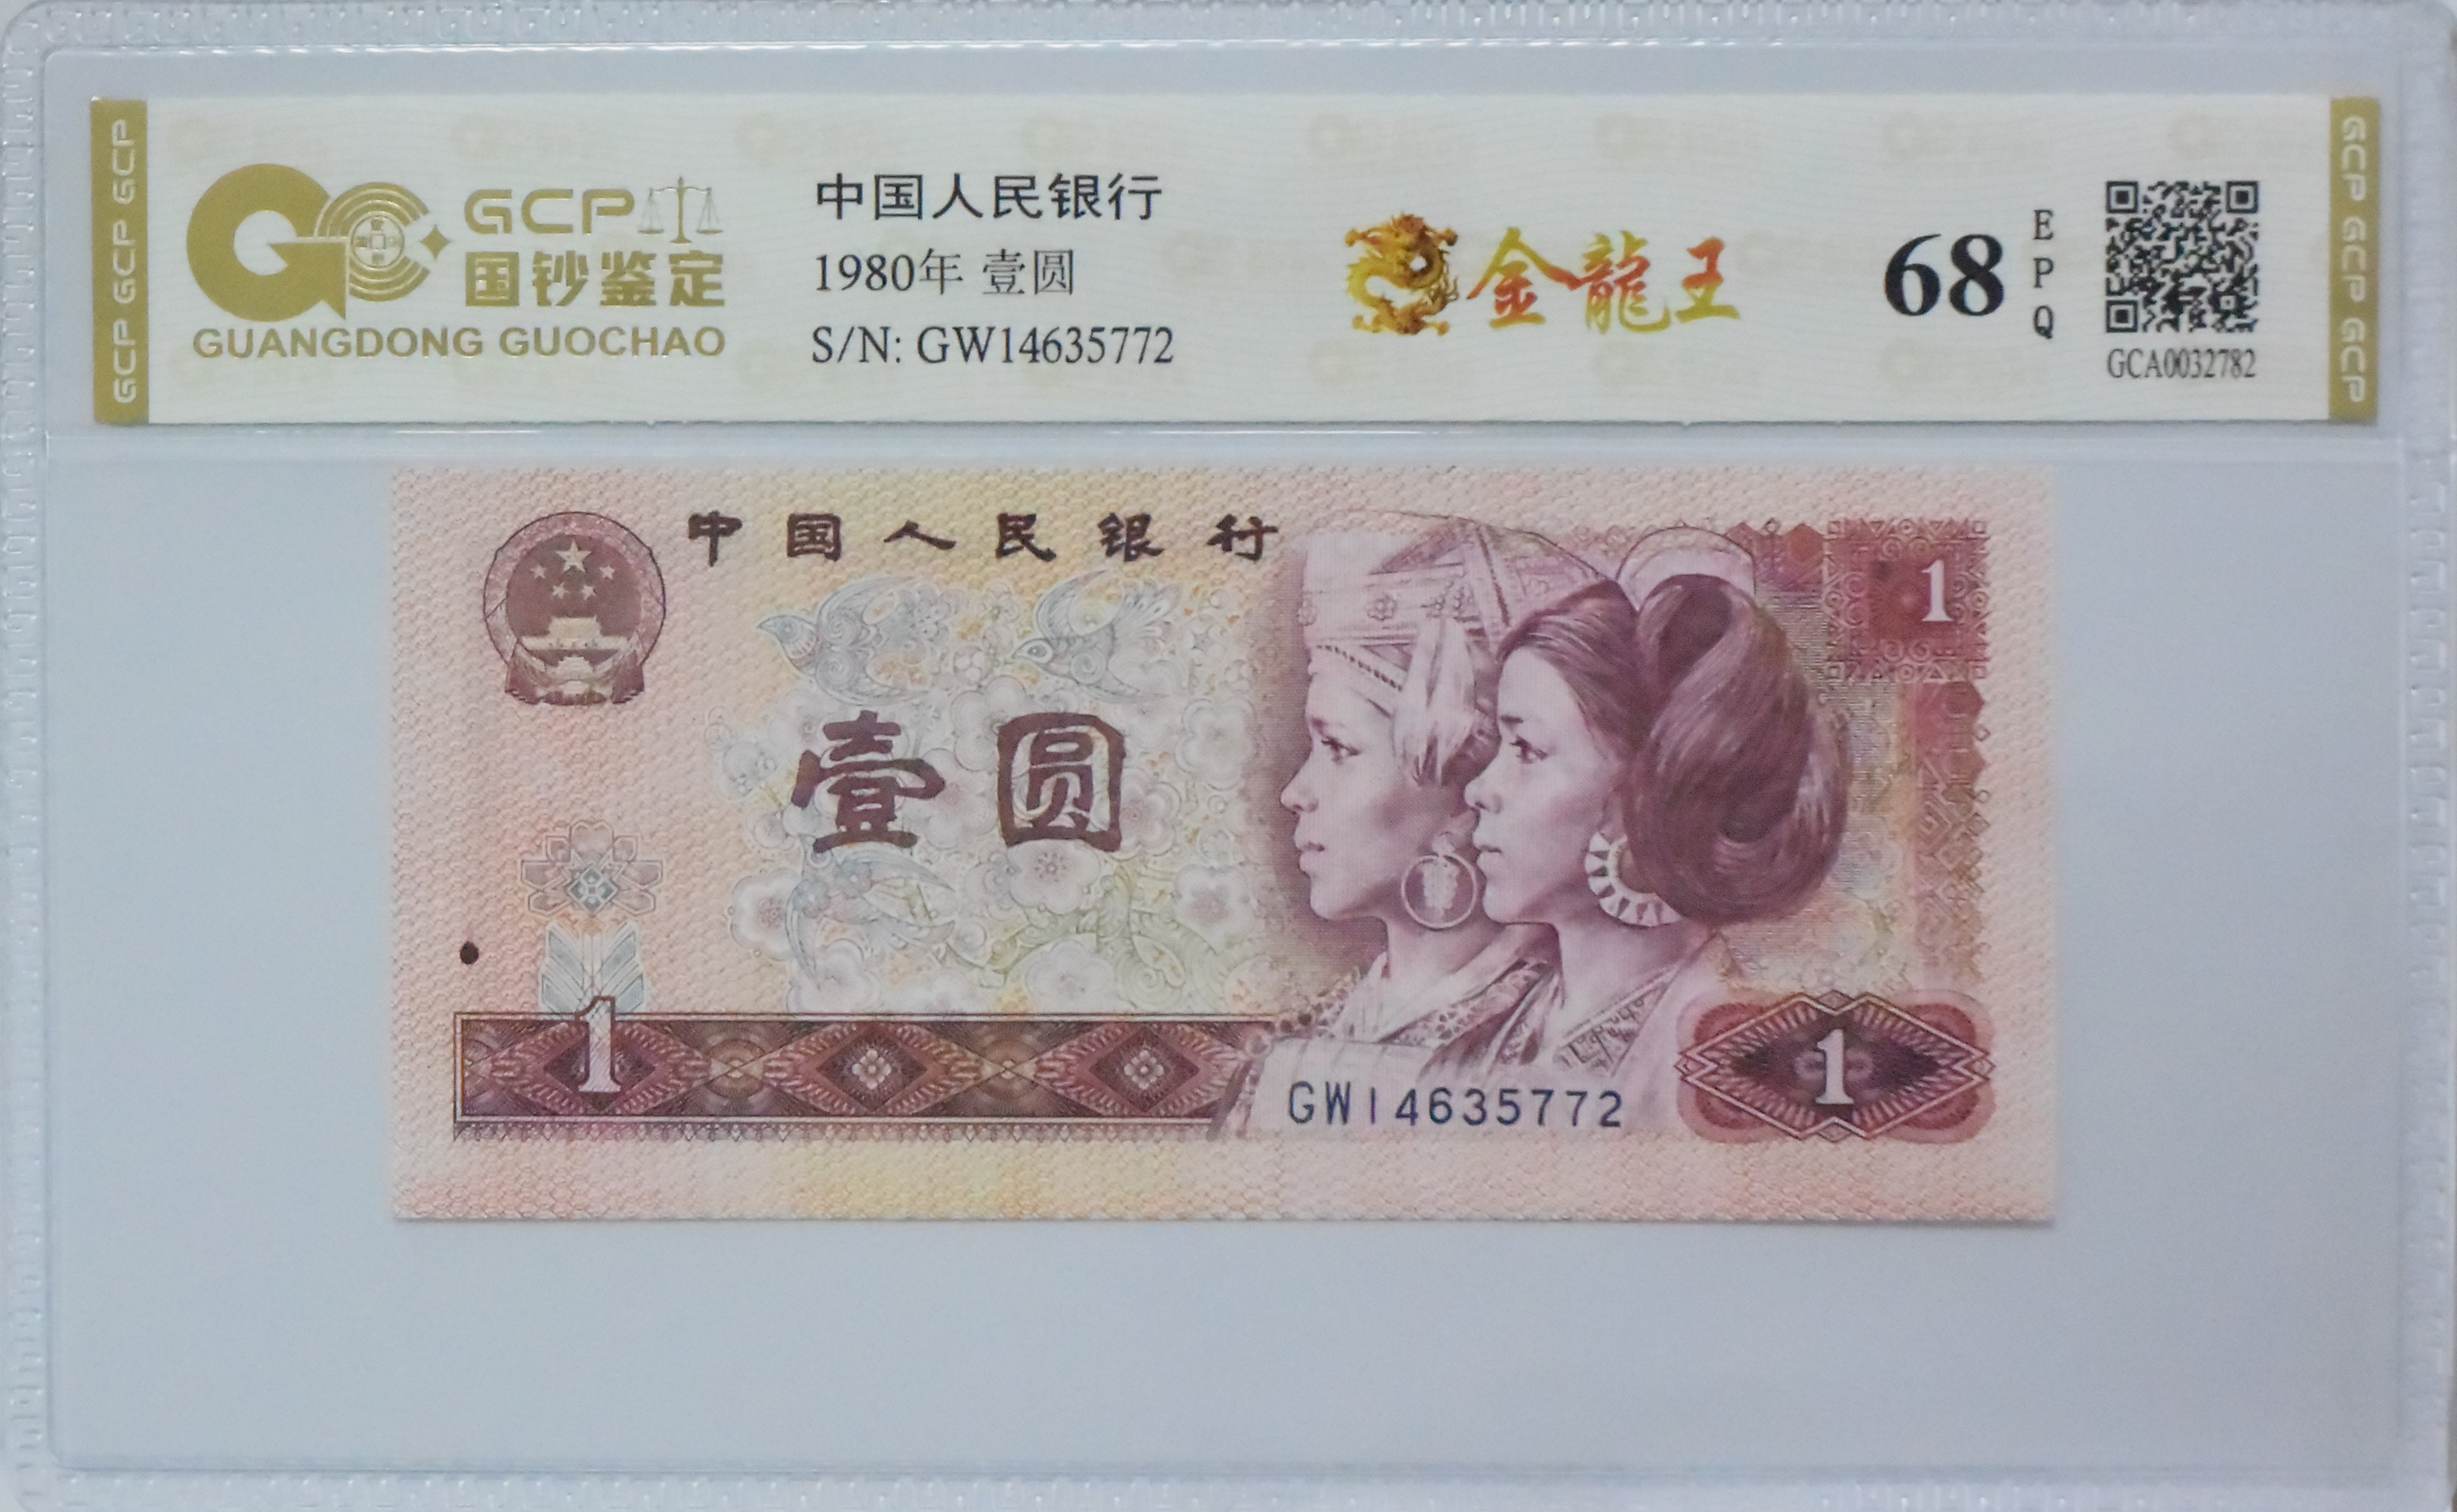 GCP GCP GCP
GCP
国钞鉴定
GUANGDONG GUOCHAO
中国人民银行
1980年 壹圆
S/N: GW14635772
金龍王
68
EPQ
GCA0032782
GCP GCP GCP GCP
中国人民银行
1
壹圆
1
GW14635772
1